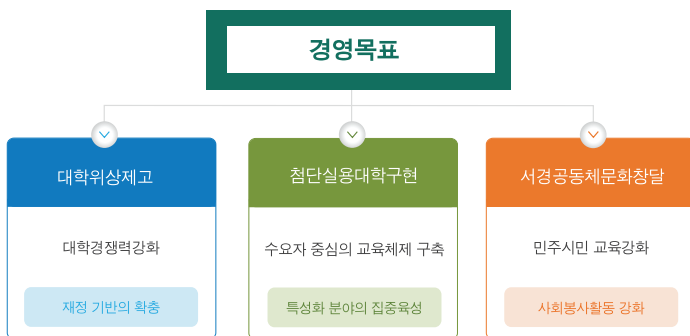 경영목표
대학위상제고
대학경쟁력강화
재정 기반의 확충
첨단실용대학구현
수요자 중심의 교육체제 구축
특성화 분야의 집중육성
서경공동체문화창달
민주시민 교육강화
사회봉사활동 강화